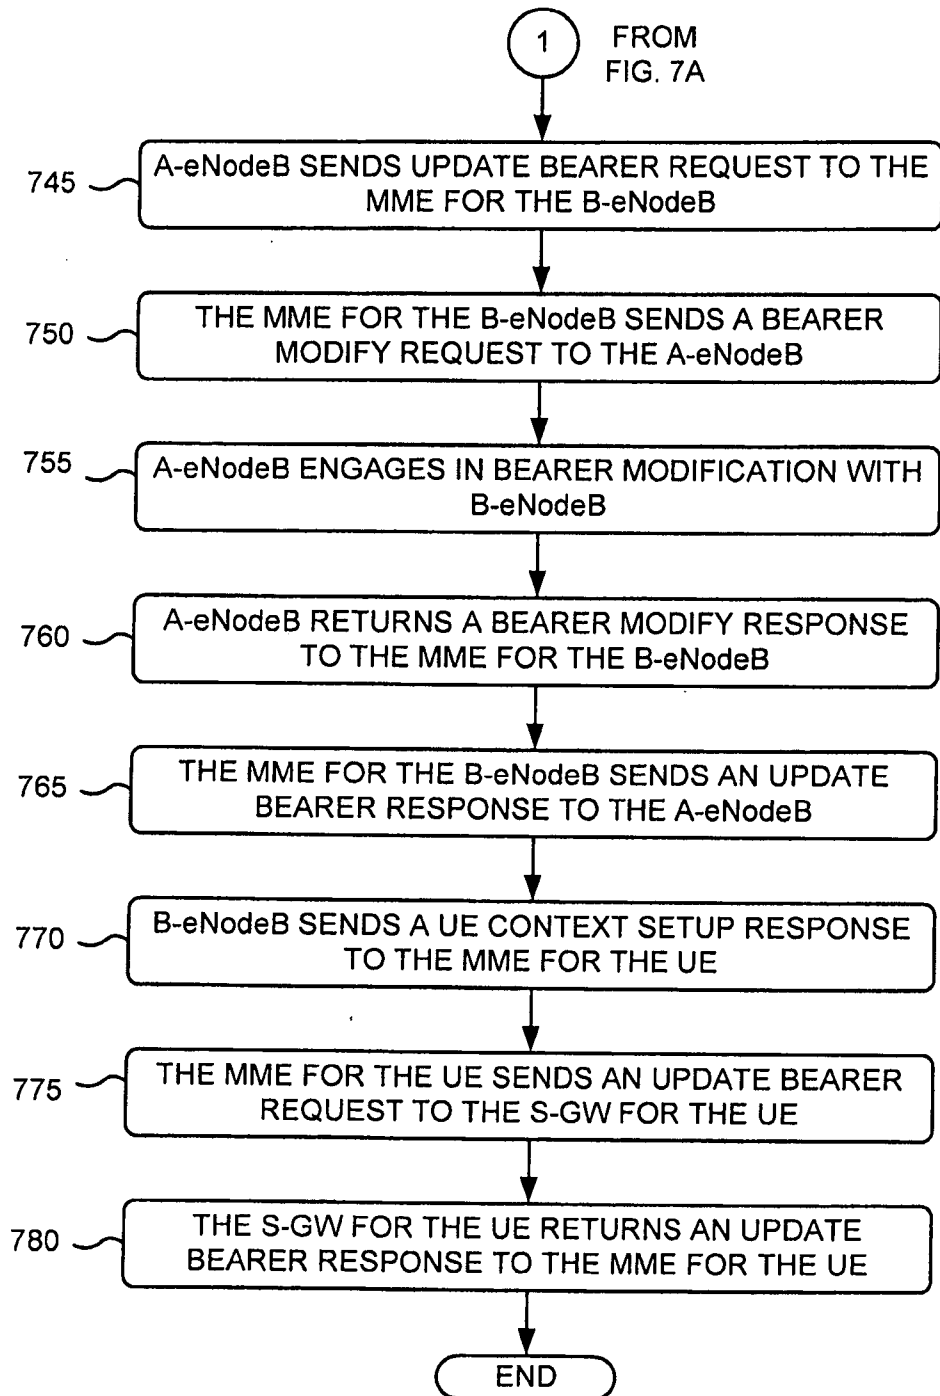 1
FROM
FIG. 7A
745
A-eNodeB SENDS UPDATE BEARER REQUEST TO THE
MME FOR THE B-eNodeB
750
THE MME FOR THE B-eNodeB SENDS A BEARER
MODIFY REQUEST TO THE A-eNodeB
755
A-eNodeB ENGAGES IN BEARER MODIFICATION WITH
B-eNodeB
760
A-eNodeB RETURNS A BEARER MODIFY RESPONSE
TO THE MME FOR THE B-eNodeB
765
THE MME FOR THE B-eNodeB SENDS AN UPDATE
BEARER RESPONSE TO THE A-eNodeB
770
B-eNodeB SENDS A UE CONTEXT SETUP RESPONSE
TO THE MME FOR THE UE
775
THE MME FOR THE UE SENDS AN UPDATE BEARER
REQUEST TO THE S-GW FOR THE UE
780
THE S-GW FOR THE UE RETURNS AN UPDATE
BEARER RESPONSE TO THE MME FOR THE UE
END